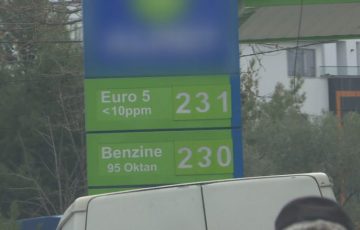 Euro 5
<10ppm
231
Benzine
95 Oktan
230